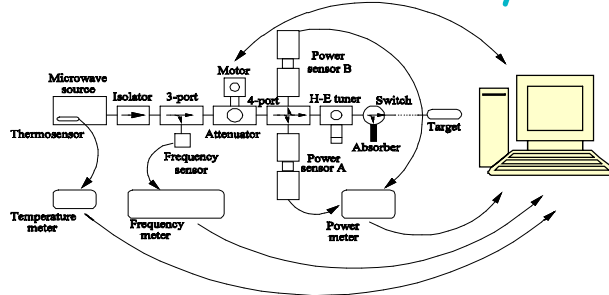 Power
sensor B
Motor
Microwave
source
Isolator
3-port
4-port
H-E tuner
Switch
Thermosensor
Attenuator
Target
Absorber
Frequency
sensor
Power
sensor A
Temperature
meter
Frequency
meter
Power
meter